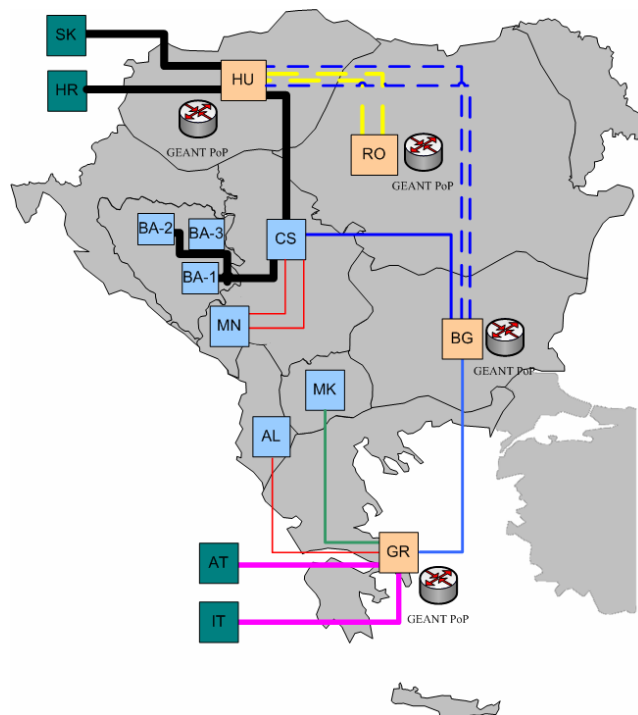 SK
HU
HR
GEANT PoP
RO
GEANT PoP
BA-2
BA-3
CS
BA-1
MN
BG
GEANT PoP
MK
AL
GR
AT
GEANT PoP
IT